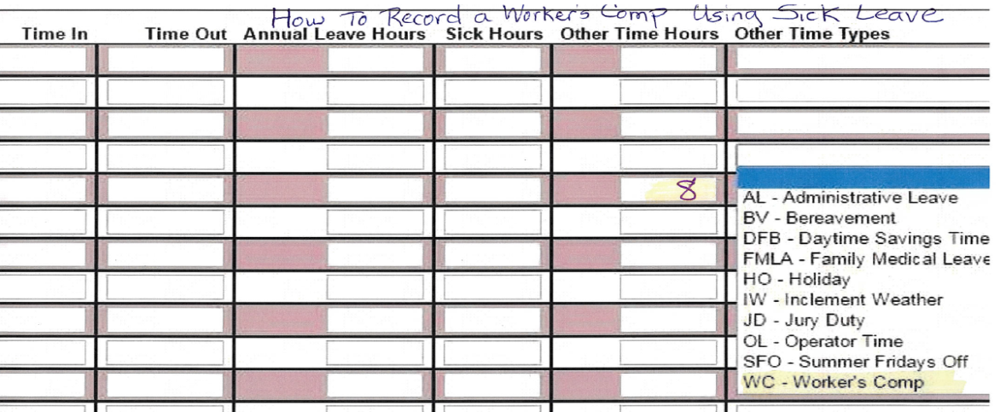 How To Record a Worker's Comp Using Sick Leave
Time In Time Out Annual Leave Hours Sick Hours Other Time Hours Other Time Types
8
AL - Administrative Leave
BV - Bereavement
DFB - Daytime Savings Time
FMLA - Family Medical Leave
HO - Holiday
IW - Inclement Weather
JD - Jury Duty
OL - Operator Time
SFO - Summer Fridays Off
WC - Worker's Comp